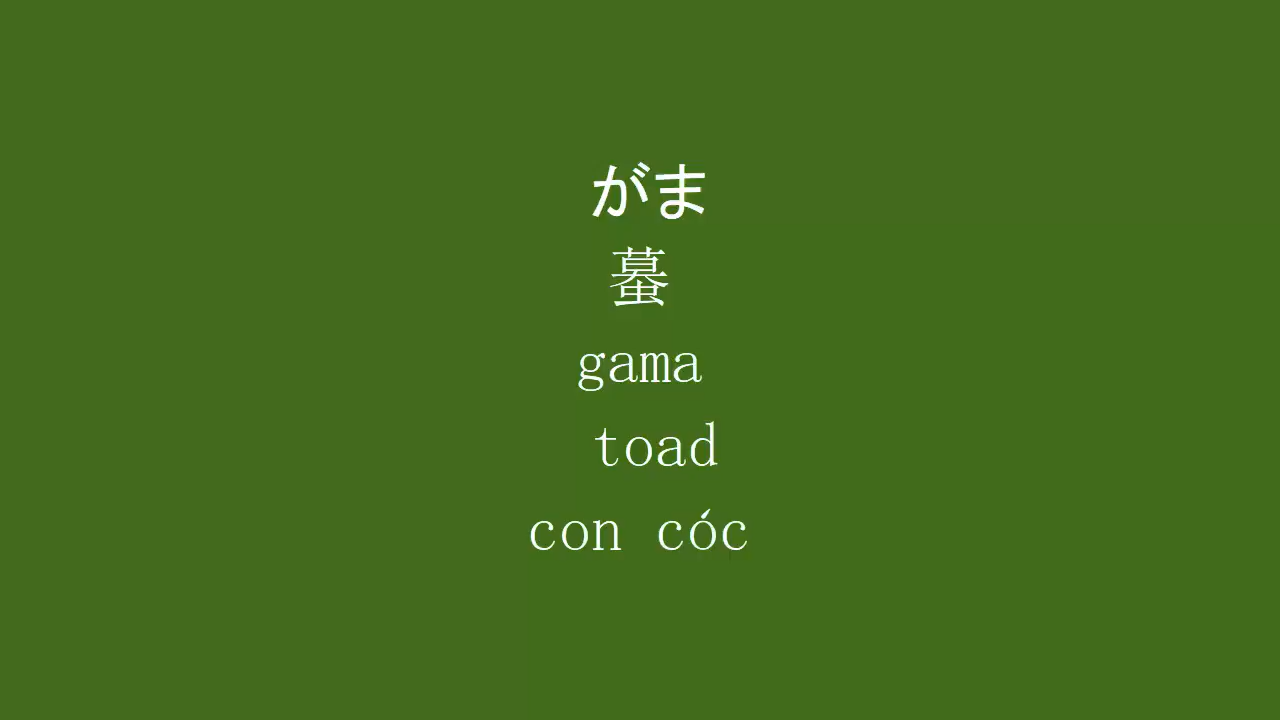 がま
蟇
gama
toad
con cóc